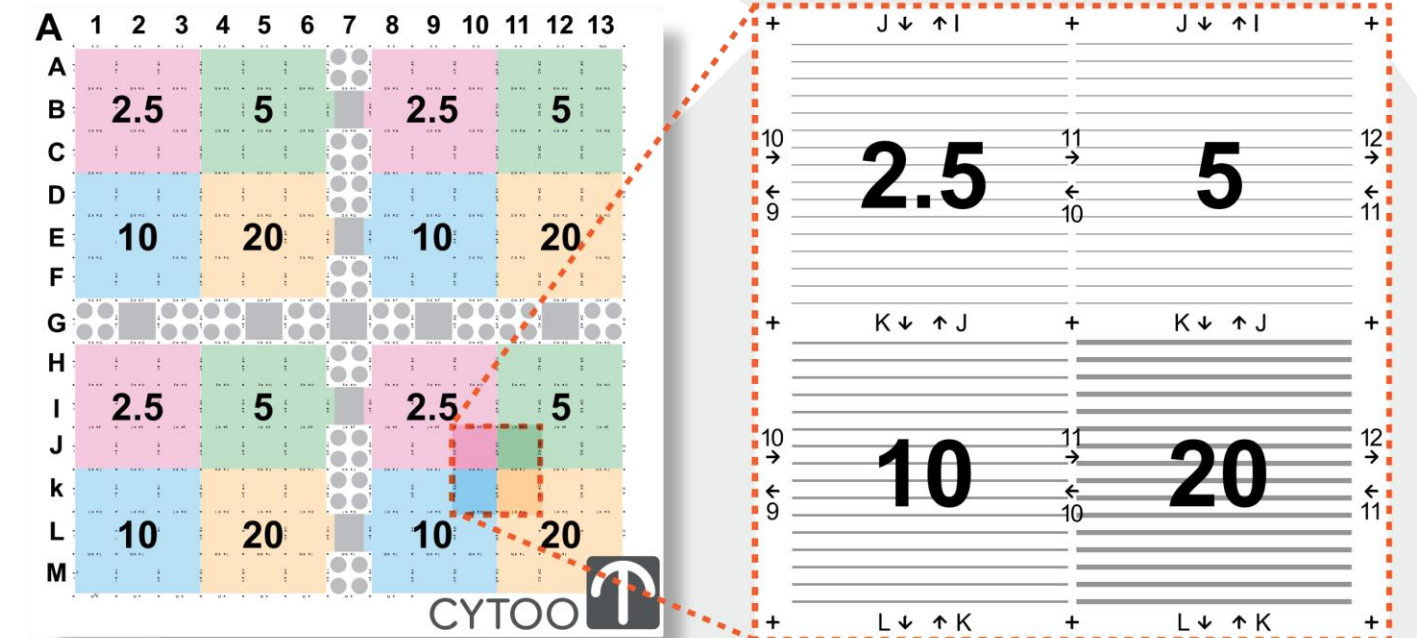 A 1 2 3 4 5 6 7 8 9 10 11 12 13
A
B 2.5 5 2.5 5
C
D
E 10 20 10 20
F
G
H
I 2.5 5 2.5 5
J
k
L 10 20 10 20
M
CYTOO
+ J ↓ ↑ I + J ↓ ↑ I +
10 → 11 → 12 →
2.5 5
← 9 ← 10 ← 11
+ K ↓ ↑ J + K ↓ ↑ J +
10 → 11 → 12 →
10 20
← 9 ← 10 ← 11
+ L ↓ ↑ K + L ↓ ↑ K +